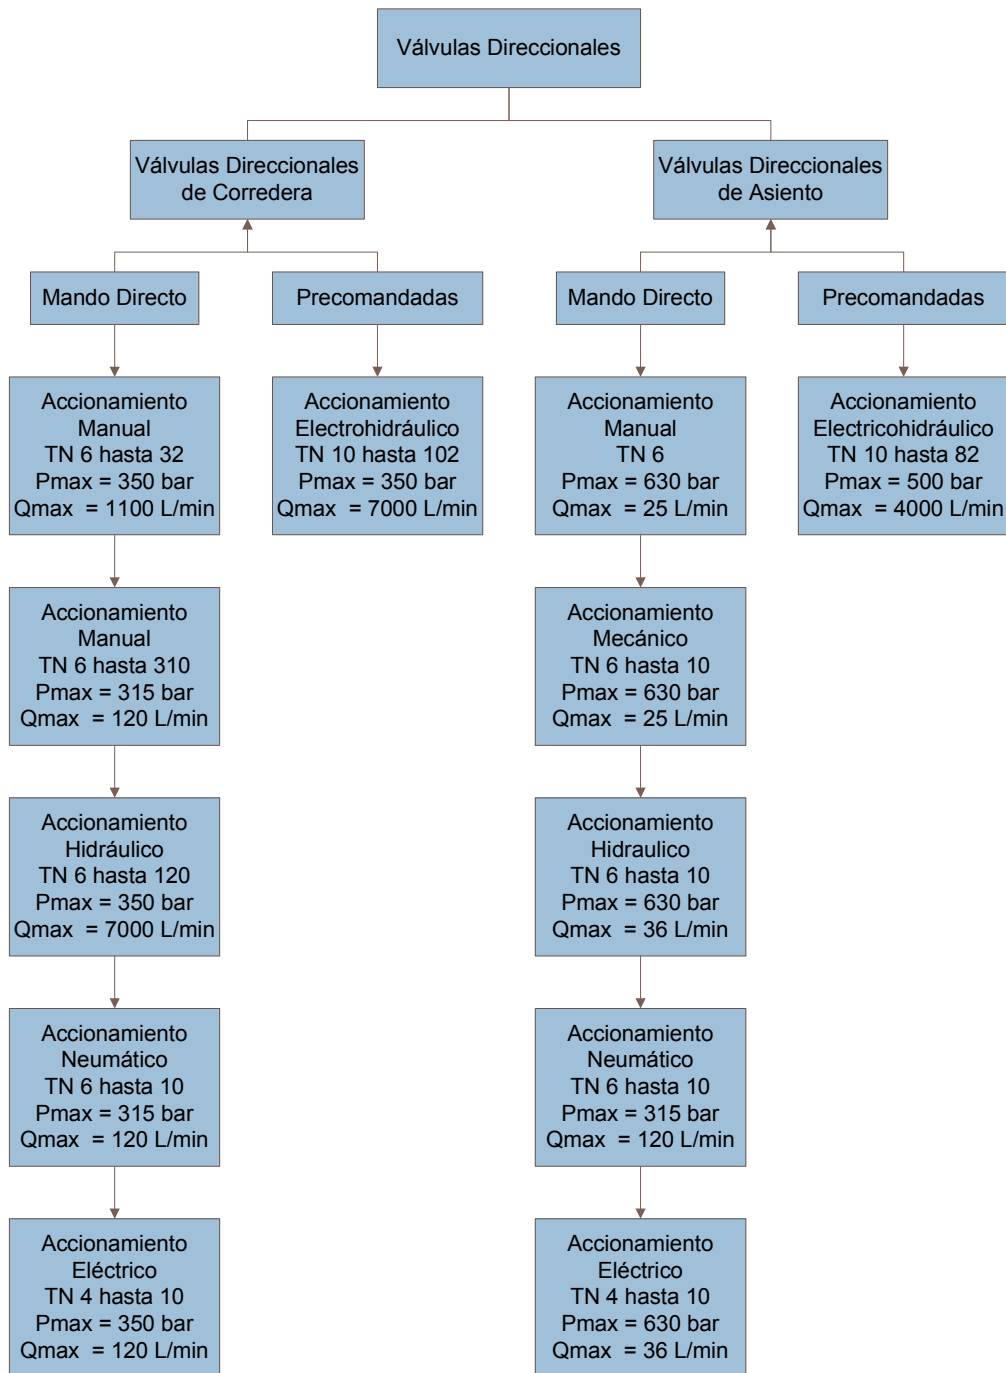 Válvulas Direccionales
Válvulas Direccionales
de Corredera
Válvulas Direccionales
de Asiento
Mando Directo
Precomandadas
Mando Directo
Precomandadas
Accionamiento
Manual
TN 6 hasta 32
Pmax = 350 bar
Qmax = 1100 L/min
Accionamiento
Electrohidráulico
TN 10 hasta 102
Pmax = 350 bar
Qmax = 7000 L/min
Accionamiento
Manual
TN 6
Pmax = 630 bar
Qmax = 25 L/min
Accionamiento
Electricohidráulico
TN 10 hasta 82
Pmax = 500 bar
Qmax = 4000 L/min
Accionamiento
Manual
TN 6 hasta 310
Pmax = 315 bar
Qmax = 120 L/min
Accionamiento
Mecánico
TN 6 hasta 10
Pmax = 630 bar
Qmax = 25 L/min
Accionamiento
Hidráulico
TN 6 hasta 120
Pmax = 350 bar
Qmax = 7000 L/min
Accionamiento
Hidraulico
TN 6 hasta 10
Pmax = 630 bar
Qmax = 36 L/min
Accionamiento
Neumático
TN 6 hasta 10
Pmax = 315 bar
Qmax = 120 L/min
Accionamiento
Neumático
TN 6 hasta 10
Pmax = 315 bar
Qmax = 120 L/min
Accionamiento
Eléctrico
TN 4 hasta 10
Pmax = 350 bar
Qmax = 120 L/min
Accionamiento
Eléctrico
TN 4 hasta 10
Pmax = 630 bar
Qmax = 36 L/min